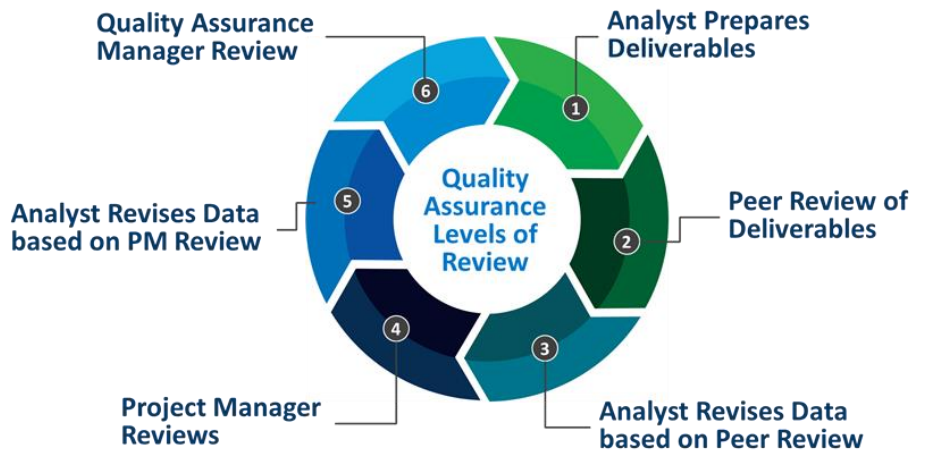 Quality Assurance
Manager Review
Analyst Prepares
Deliverables
6
1
Quality
Assurance
Levels of
Review
5
Analyst Revises Data
based on PM Review
Peer Review of
Deliverables
2
4
3
Project Manager
Reviews
Analyst Revises Data
based on Peer Review